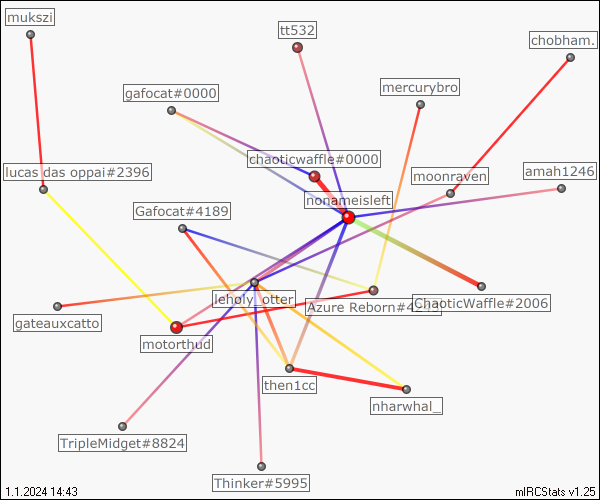 mukszi
tt532
chobham.
mercurybro
gafocat#0000
chaoticwaffle#0000
lucas das oppai#2396
moonraven
amah1246
nonameisleft
Gafocat#4189
leholy_otter
Azure Reborn#4
ChaoticWaffle#2006
gateauxcatto
motorthud
then1cc
nharwhal_
TripleMidget#8824
Thinker#5995
1.1.2024 14:43
mIRCStats v1.25